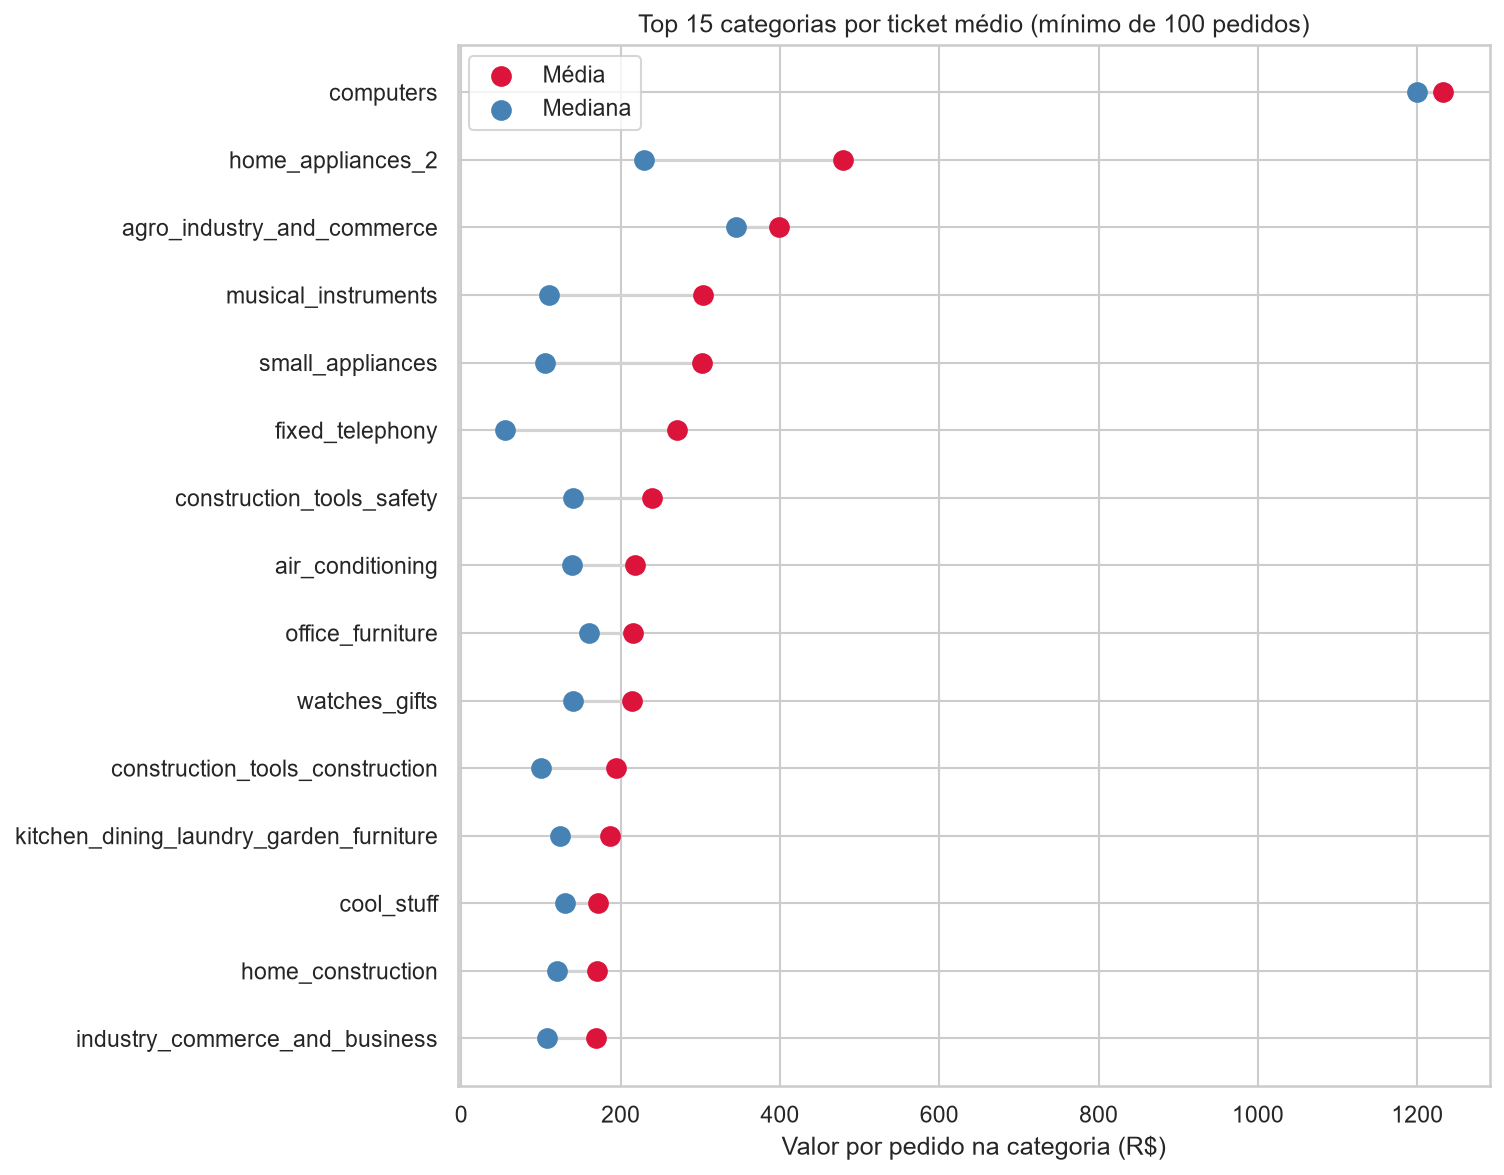 Top 15 categorias por ticket médio (mínimo de 100 pedidos)
Média
Mediana
computers
home_appliances_2
agro_industry_and_commerce
musical_instruments
small_appliances
fixed_telephony
construction_tools_safety
air_conditioning
office_furniture
watches_gifts
construction_tools_construction
kitchen_dining_laundry_garden_furniture
cool_stuff
home_construction
industry_commerce_and_business
0 200 400 600 800 1000 1200
Valor por pedido na categoria (R$)